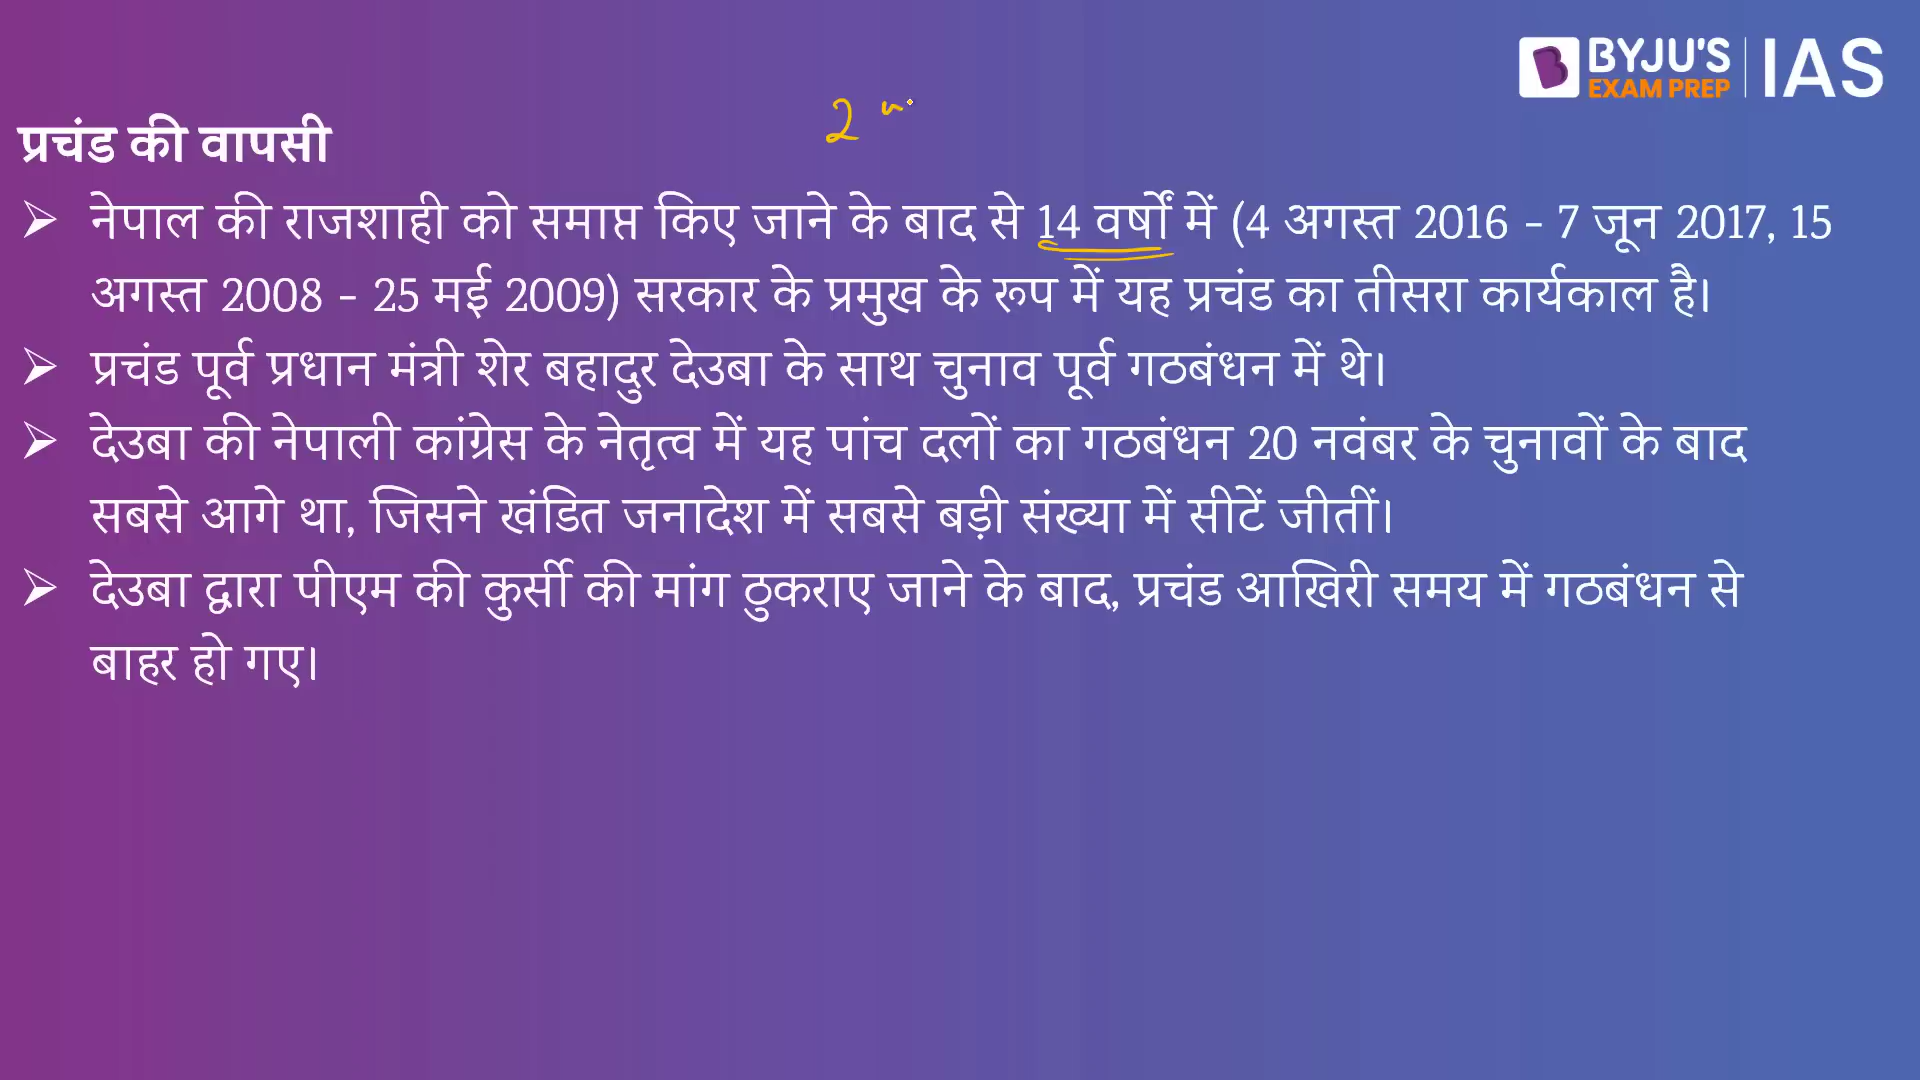 BYJU'S
EXAM PREP
IAS
2
प्रचंड की वापसी
➢ नेपाल की राजशाही को समाप्त किए जाने के बाद से 14 वर्षों में (4 अगस्त 2016 - 7 जून 2017, 15
अगस्त 2008 - 25 मई 2009) सरकार के प्रमुख के रूप में यह प्रचंड का तीसरा कार्यकाल है।
➢ प्रचंड पूर्व प्रधान मंत्री शेर बहादुर देउबा के साथ चुनाव पूर्व गठबंधन में थे।
➢ देउबा की नेपाली कांग्रेस के नेतृत्व में यह पांच दलों का गठबंधन 20 नवंबर के चुनावों के बाद
सबसे आगे था, जिसने खंडित जनादेश में सबसे बड़ी संख्या में सीटें जीतीं।
➢ देउबा द्वारा पीएम की कुर्सी की मांग ठुकराए जाने के बाद, प्रचंड आखिरी समय में गठबंधन से
बाहर हो गए।